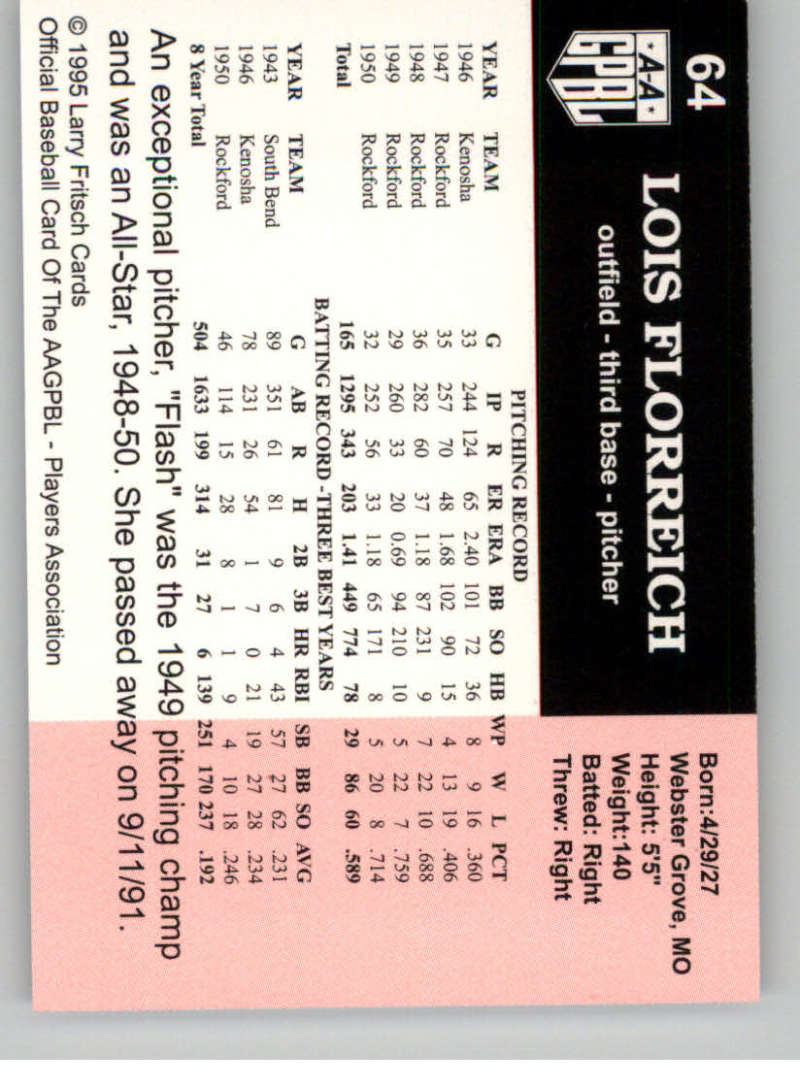 64
A-A
GPBL
LOIS FLORREICH
outfield - third base - pitcher
Born:4/29/27
Webster Grove, MO
Height: 5'5"
Weight:140
Batted: Right
Threw: Right
PITCHING RECORD
YEAR TEAM G IP R ER ERA BB SO HB WP W L PCT
1946 Kenosha 33 244 124 65 2.40 101 72 36 8 9 16 .360
1947 Rockford 35 257 70 48 1.68 102 90 15 4 13 19 .406
1948 Rockford 36 282 60 37 1.18 87 231 9 7 22 10 .688
1949 Rockford 29 260 33 20 0.69 94 210 10 5 22 7 .759
1950 Rockford 32 252 56 33 1.18 65 171 8 5 20 8 .714
Total 165 1295 343 203 1.41 449 774 78 29 86 60 .589
BATTING RECORD - THREE BEST YEARS
YEAR TEAM G AB R H 2B 3B HR RBI SB BB SO AVG
1943 South Bend 89 351 61 81 9 6 4 43 57 27 62 .231
1946 Kenosha 78 231 26 54 1 7 0 21 19 27 28 .234
1950 Rockford 46 114 15 28 8 1 1 9 4 10 18 .246
8 Year Total 504 1633 199 314 31 27 6 139 251 170 237 .192
An exceptional pitcher, "Flash" was the 1949 pitching champ
and was an All-Star, 1948-50. She passed away on 9/11/91.
© 1995 Larry Fritsch Cards
Official Baseball Card Of The AAGPBL - Players Association